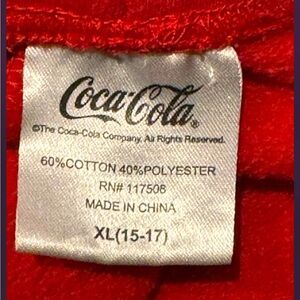 Coca-Cola®
©The Coca-Cola Company. All Rights Reserved.
60%COTTON 40%POLYESTER
RN# 117506
MADE IN CHINA
XL(15-17)